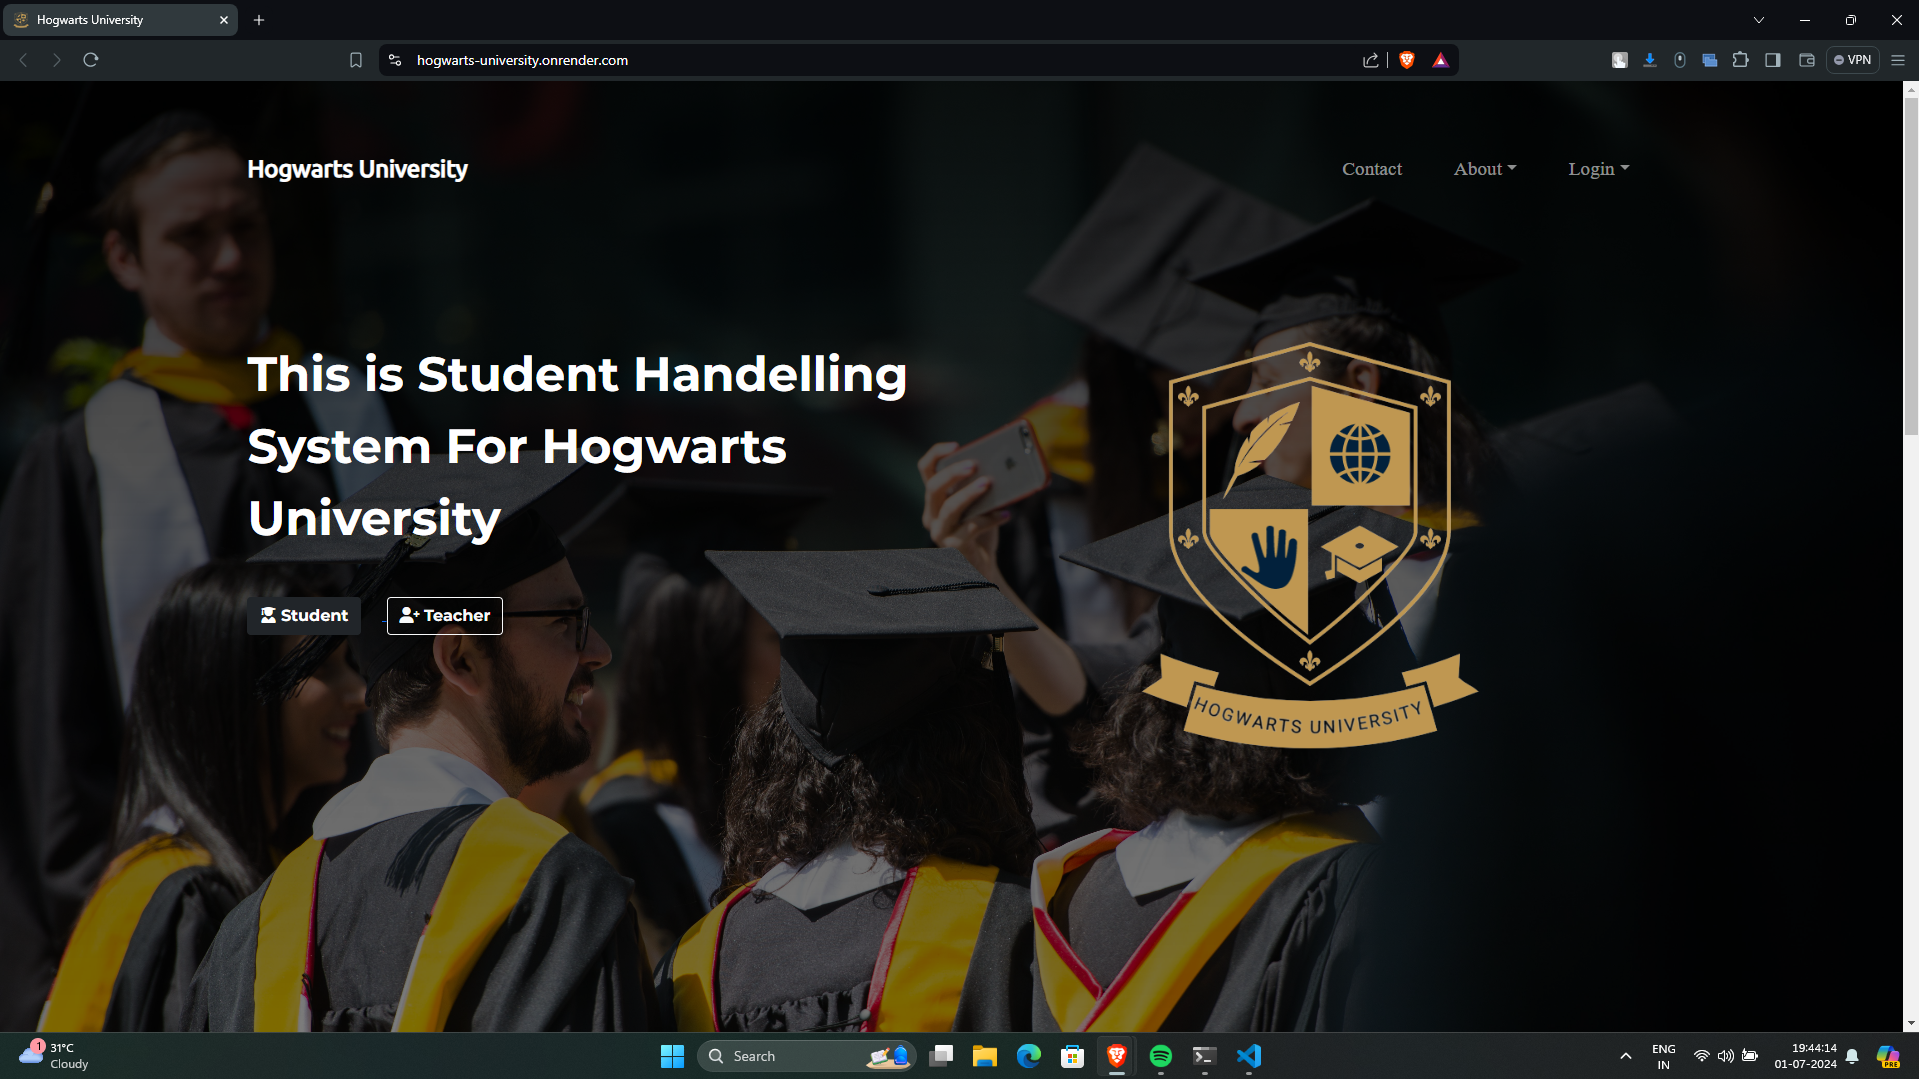 Hogwarts University
hogwarts-university.onrender.com
VPN
Hogwarts University
Contact
About
Login
This is Student Handelling
System For Hogwarts
University
Student
Teacher
HOGWARTS UNIVERSITY
1
31°C
Cloudy
Search
ENG
IN
19:44:14
01-07-2024
PRE